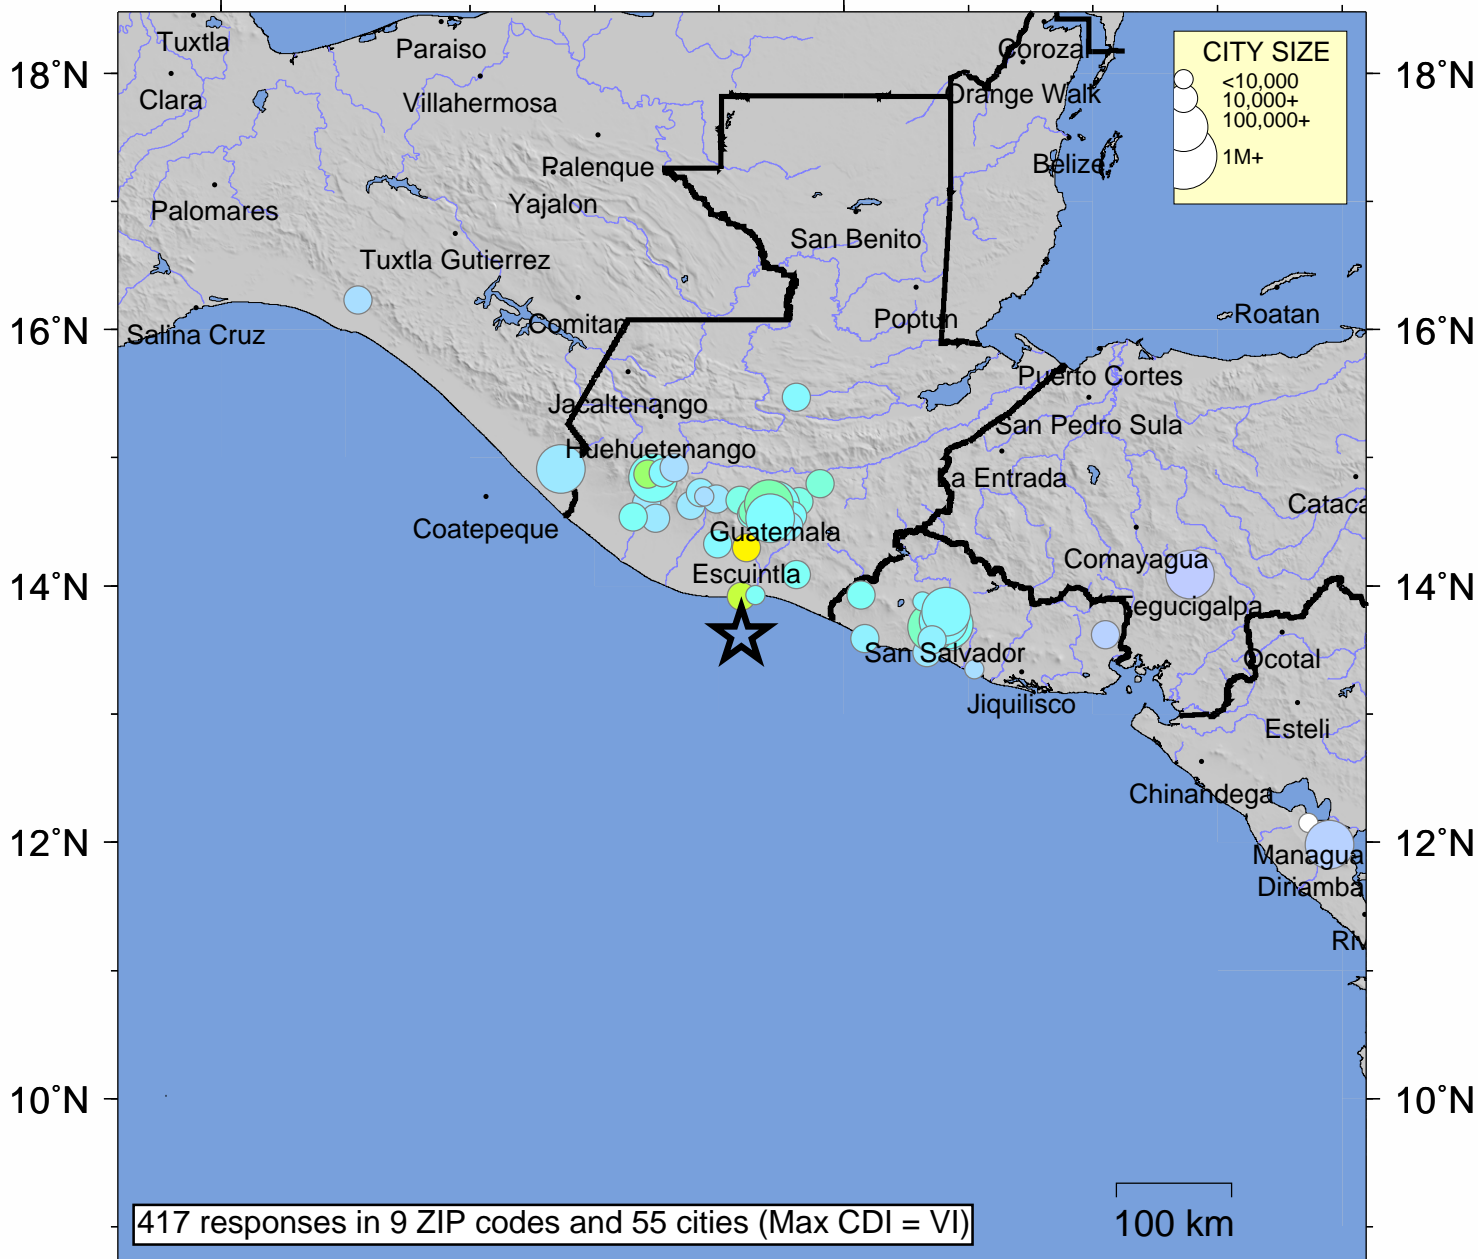 Tuxtla
Paraiso
Coroza
CITY SIZE
18˚N
18˚N
<10,000
Clara
Villahermosa
Orange Walk
10,000+
100,000+
1M+
Palenque
Belize
Palomares
Yajalon
San Benito
Tuxtla Gutierrez
Roatan
16˚N
Salina Cruz
Comitan
Poptun
16˚N
Puerto Cortes
Jacaltenango
San Pedro Sula
Huehuetenango
La Entrada
Cataca
Coatepeque
Guatemala
Comayagua
14˚N
Escuintla
14˚N
Tegucigalpa
San Salvador
Ocotal
Jiquilisco
Esteli
Chinandega
12˚N
12˚N
Managua
Diriamba
Riv
10˚N
10˚N
417 responses in 9 ZIP codes and 55 cities (Max CDI = VI)
100 km